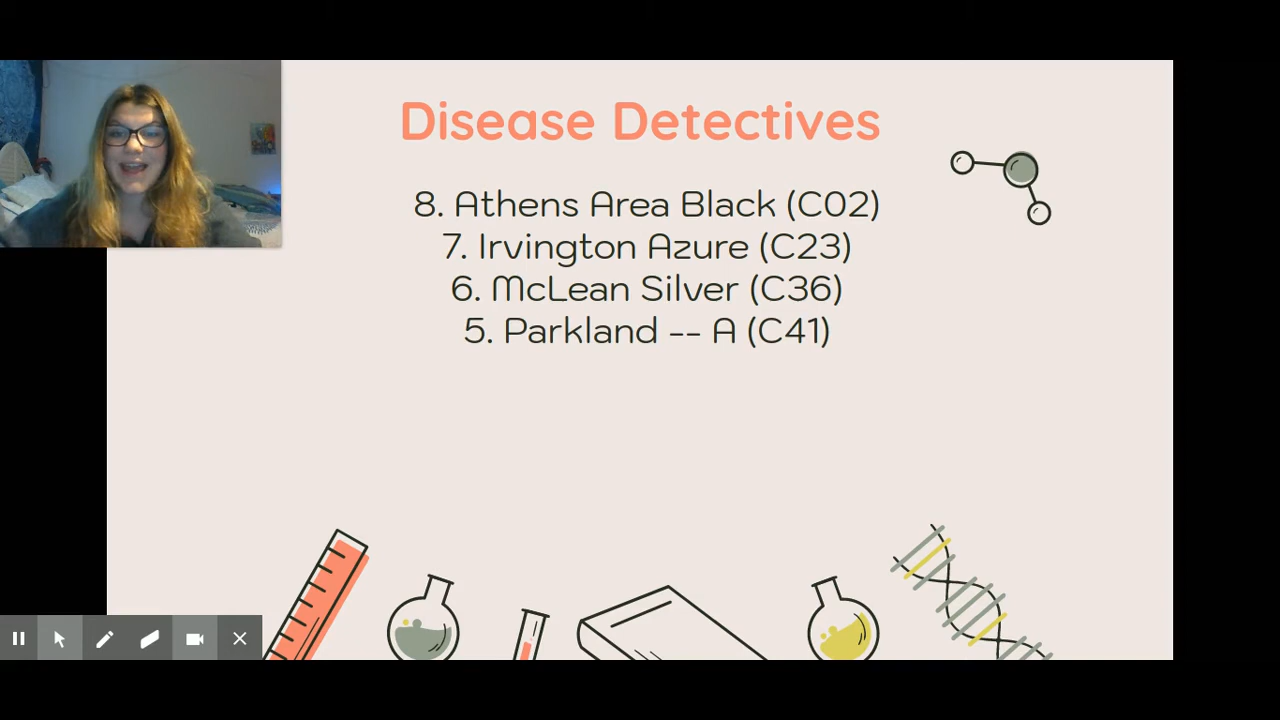 Disease Detectives
8. Athens Area Black (C02)
7. Irvington Azure (C23)
6. McLean Silver (C36)
5. Parkland -- A (C41)